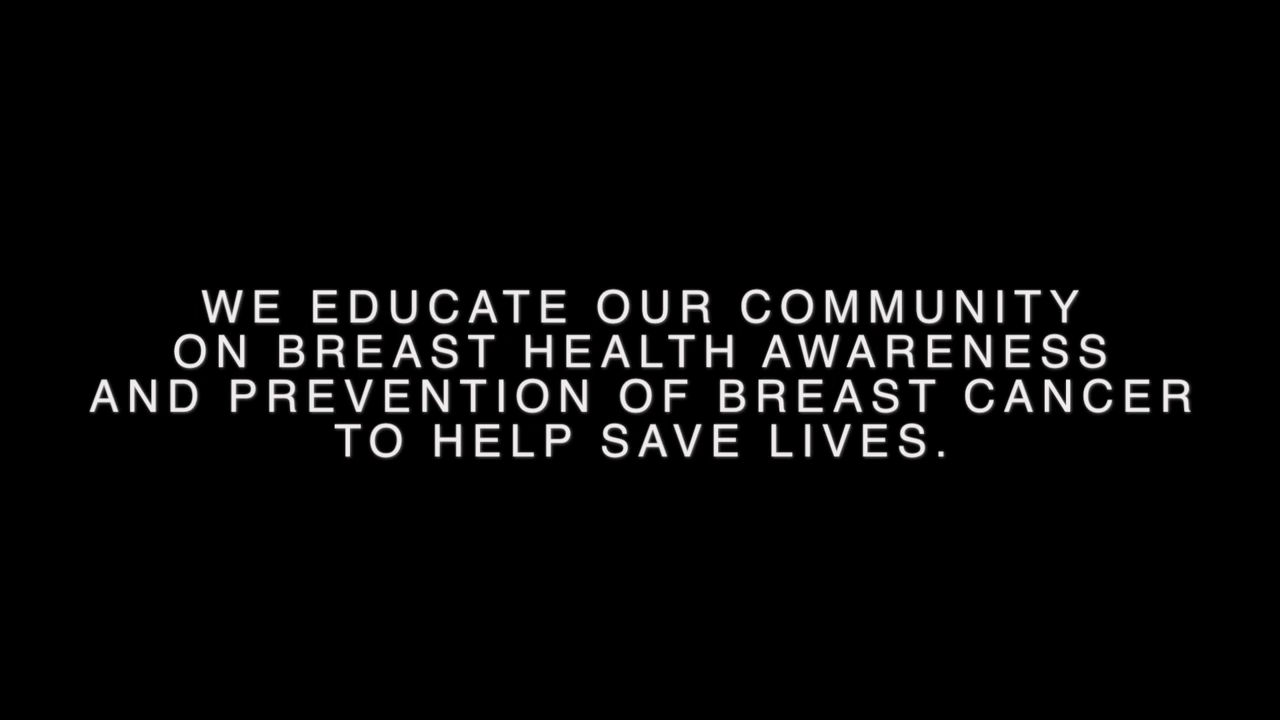 WE EDUCATE OUR COMMUNITY
ON BREAST HEALTH AWARENESS
AND PREVENTION OF BREAST CANCER
TO HELP SAVE LIVES.